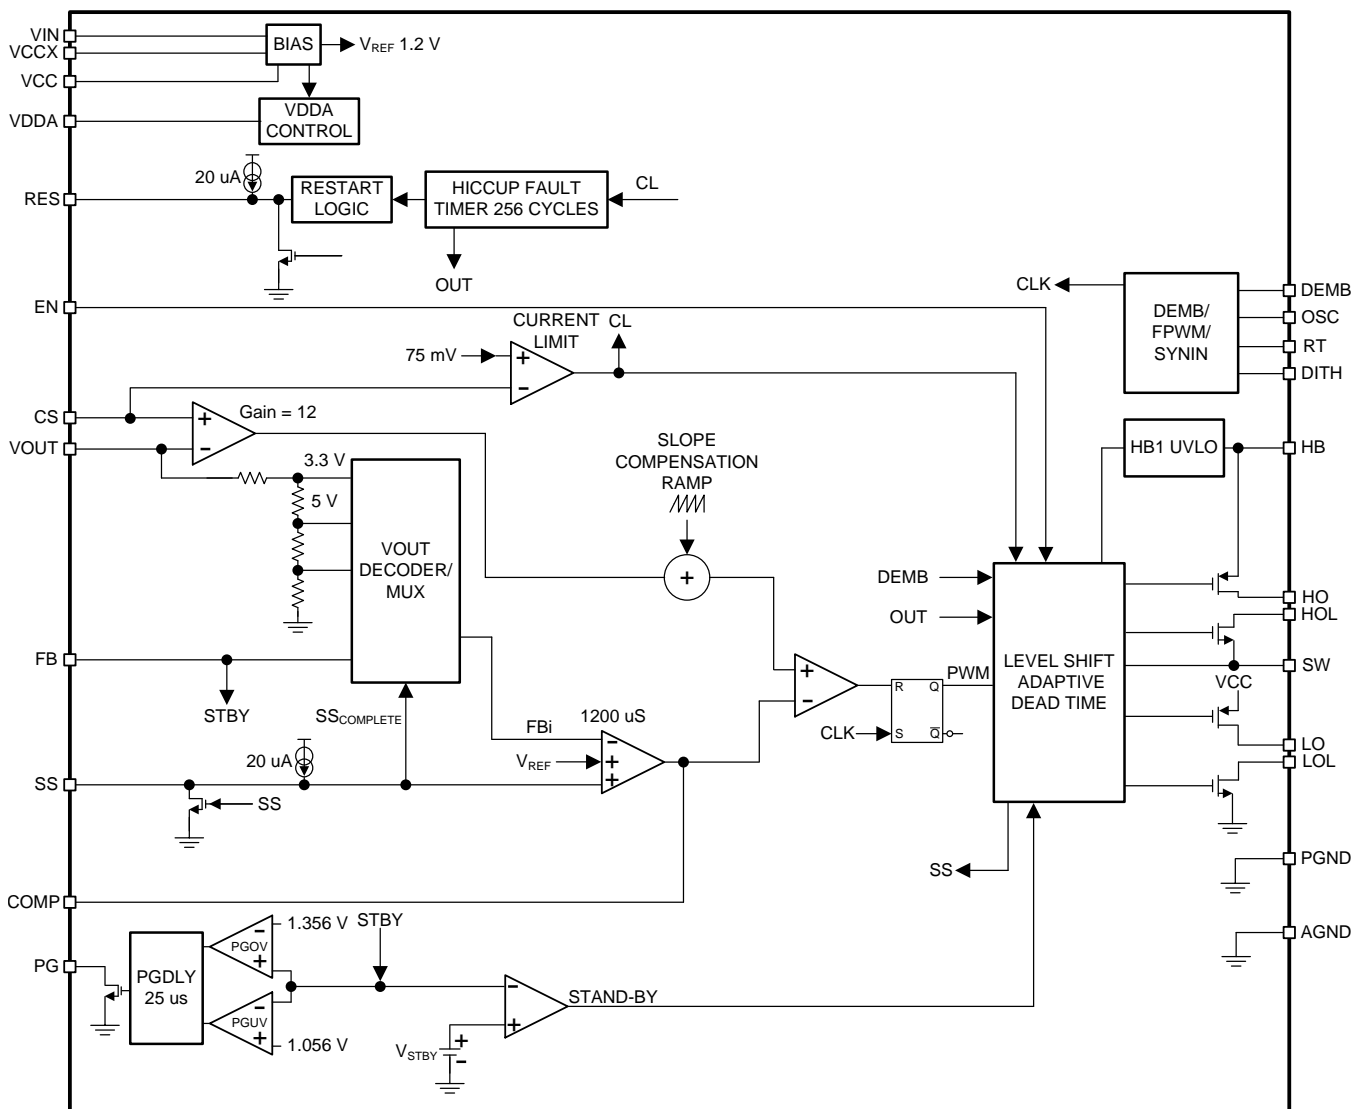 VIN
VCCX
BIAS
VREF 1.2 V
VCC
VDDA
VDDA
CONTROL
20 uA
RES
RESTART
LOGIC
HICCUP FAULT
TIMER 256 CYCLES
CL
OUT
CLK
DEMB/
FPWM/
SYNIN
DEMB
OSC
RT
DITH
EN
CURRENT
LIMIT
CL
75 mV
+
-
CS
Gain = 12
+
-
VOUT
3.3 V
5 V
VOUT
DECODER/
MUX
SLOPE
COMPENSATION
RAMP
+
HB1 UVLO
HB
DEMB
OUT
HO
HOL
FB
STBY
SSCOMPLETE
LEVEL SHIFT
ADAPTIVE
DEAD TIME
SW
VCC
+
-
R
Q
PWM
S
Q
CLK
FBi
1200 uS
VREF
-
+
+
LO
LOL
20 uA
SS
SS
SS
PGND
COMP
AGND
PG
PGDLY
25 us
-
PGOV
+
1.356 V
-
PGUV
+
1.056 V
STBY
-
+
STAND-BY
VSTBY
+
-